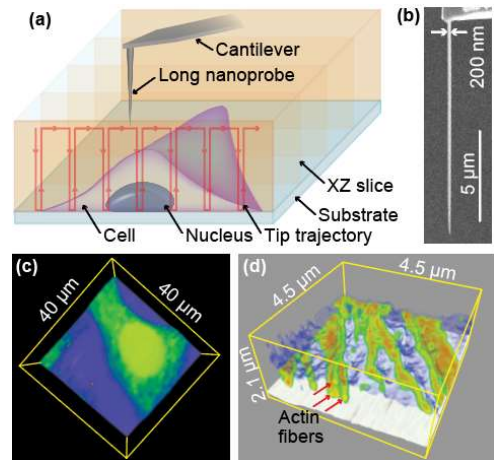 (a)
Cantilever
Long nanoprobe
XZ slice
Substrate
Cell
Nucleus
Tip trajectory
(b)
200 nm
5 μm
(c)
40 μm
40 μm
(d)
4.5 μm
4.5 μm
2.1 μm
Actin
fibers